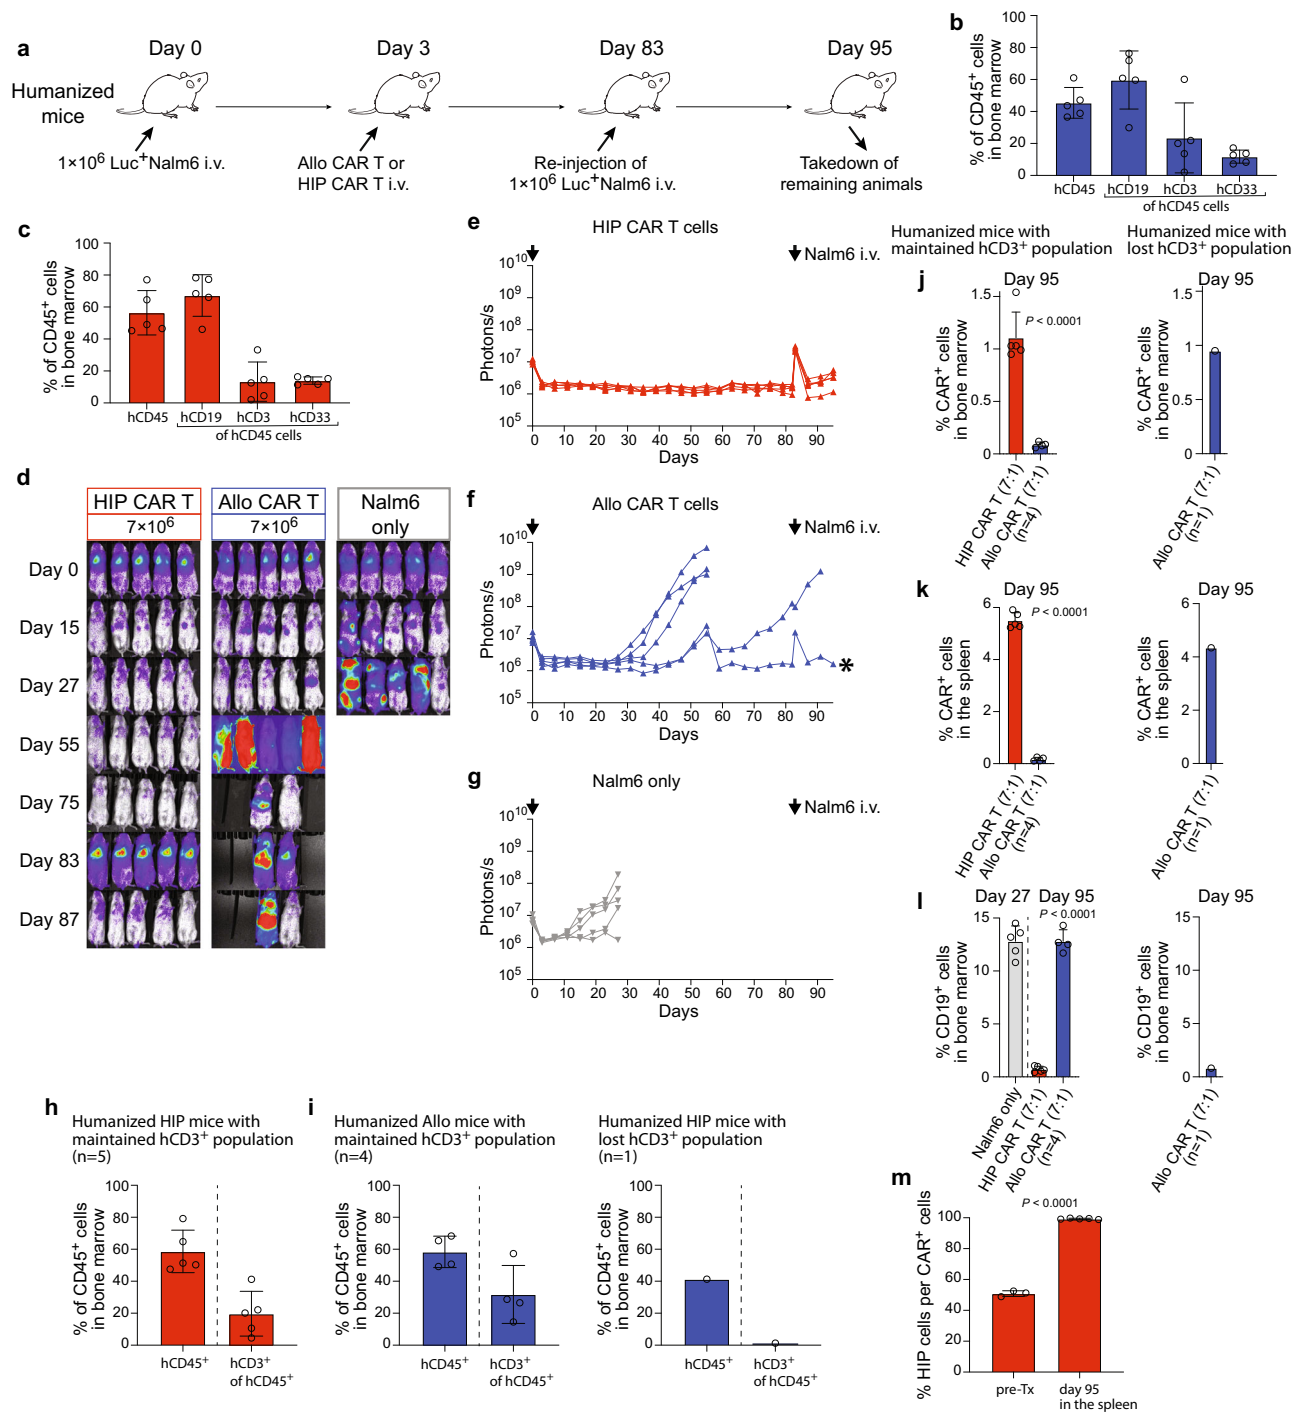 a
Day 0
Day 3
Day 83
Day 95
Humanized
mice
1×10⁶ Luc⁺Nalm6 i.v.
Allo CAR T or
HIP CAR T i.v.
Re-injection of
1×10⁶ Luc⁺Nalm6 i.v.
Takedown of
remaining animals
b
% of CD45⁺ cells
in bone marrow
100
80
60
40
20
0
hCD45
hCD19
hCD3
hCD33
of hCD45 cells
c
% of CD45⁺ cells
in bone marrow
100
80
60
40
20
0
hCD45
hCD19
hCD3
hCD33
of hCD45 cells
d
HIP CAR T
7×10⁶
Allo CAR T
7×10⁶
Nalm6
only
Day 0
Day 15
Day 27
Day 55
Day 75
Day 83
Day 87
e
HIP CAR T cells
Nalm6 i.v.
Photons/s
10¹⁰
10⁹
10⁸
10⁷
10⁶
10⁵
0 10 20 30 40 50 60 70 80 90
Days
f
Allo CAR T cells
Nalm6 i.v.
Photons/s
10¹⁰
10⁹
10⁸
10⁷
10⁶
10⁵
*
0 10 20 30 40 50 60 70 80 90
Days
g
Nalm6 only
Nalm6 i.v.
Photons/s
10¹⁰
10⁹
10⁸
10⁷
10⁶
10⁵
0 10 20 30 40 50 60 70 80 90
Days
h
Humanized HIP mice with
maintained hCD3⁺ population
(n=5)
% of CD45⁺ cells
in bone marrow
100
80
60
40
20
0
hCD45⁺
hCD3⁺
of hCD45⁺
i
Humanized Allo mice with
maintained hCD3⁺ population
(n=4)
% of CD45⁺ cells
in bone marrow
100
80
60
40
20
0
hCD45⁺
hCD3⁺
of hCD45⁺
Humanized HIP mice with
lost hCD3⁺ population
(n=1)
% of CD45⁺ cells
in bone marrow
100
80
60
40
20
0
hCD45⁺
hCD3⁺
of hCD45⁺
Humanized mice with
maintained hCD3⁺ population
Humanized mice with
lost hCD3⁺ population
j
Day 95
P < 0.0001
% CAR⁺ cells
in bone marrow
1.5
1
0.5
0
HIP CAR T (7:1)
Allo CAR T (7:1)
(n=4)
Day 95
% CAR⁺ cells
in bone marrow
1.5
1
0.5
0
Allo CAR T (7:1)
(n=1)
k
Day 95
P < 0.0001
% CAR⁺ cells
in the spleen
6
4
2
0
HIP CAR T (7:1)
Allo CAR T (7:1)
(n=4)
Day 95
% CAR⁺ cells
in the spleen
6
4
2
0
Allo CAR T (7:1)
(n=1)
l
Day 27
Day 95
P < 0.0001
% CD19⁺ cells
in bone marrow
15
10
5
0
Nalm6 only
HIP CAR T (7:1)
Allo CAR T (7:1)
(n=4)
Day 95
% CD19⁺ cells
in bone marrow
15
10
5
0
Allo CAR T (7:1)
(n=1)
m
P < 0.0001
% HIP cells per CAR⁺ cells
100
80
60
40
20
0
pre-Tx
day 95
in the spleen